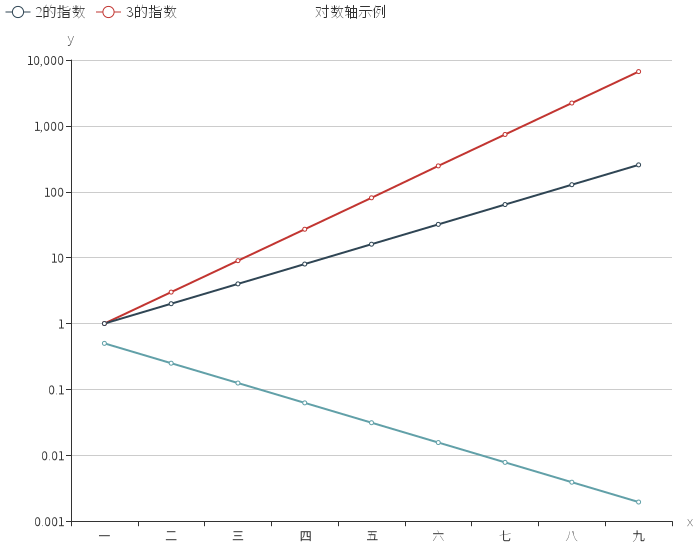 2的指数 3的指数 对数轴示例
y
10,000
1,000
100
10
1
0.1
0.01
0.001
一 二 三 四 五 六 七 八 九 x